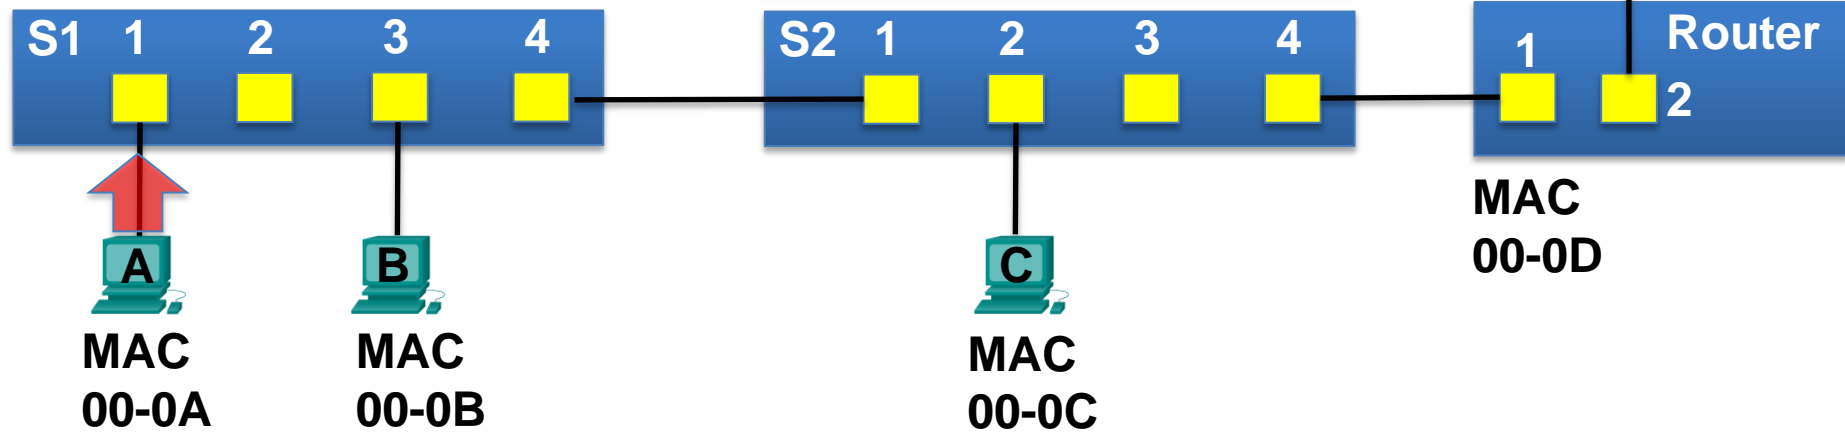 S1 1 2 3 4
S2 1 2 3 4
1 Router
2
A
MAC
00-0A
B
MAC
00-0B
C
MAC
00-0C
MAC
00-0D